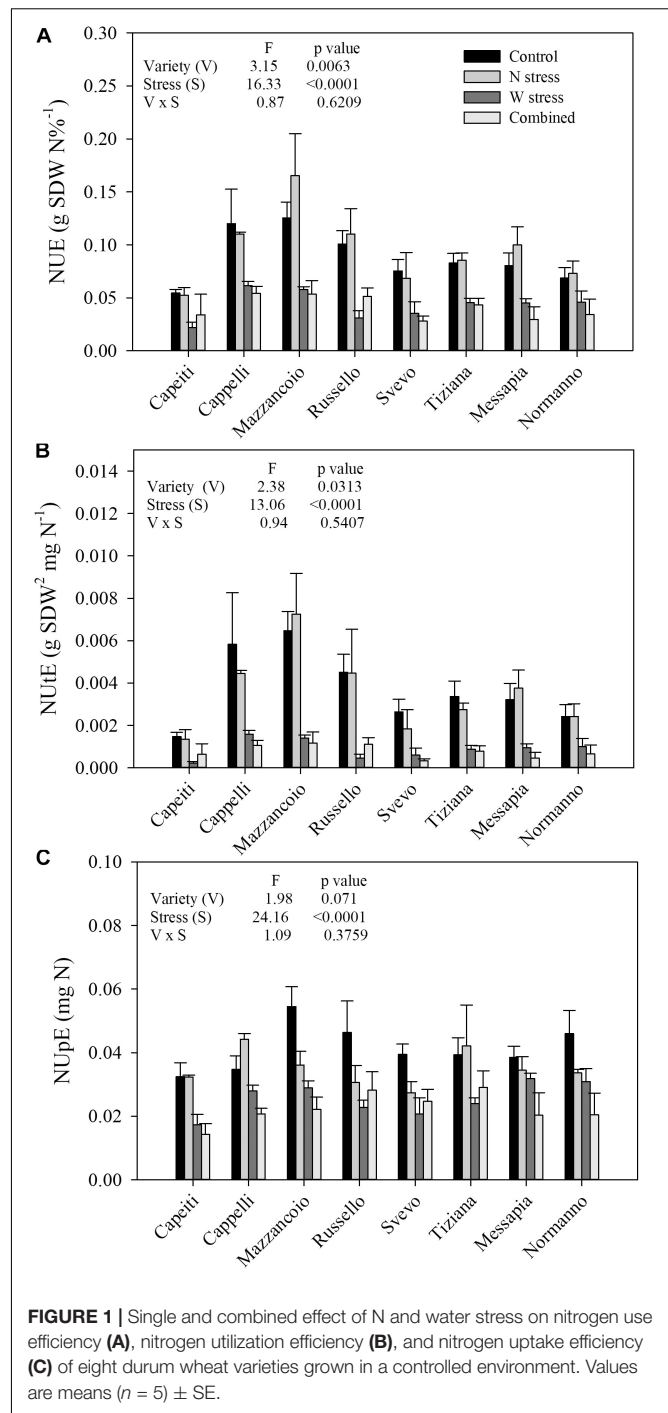 A
0.30
0.25
0.20
0.15
0.10
0.05
0.00
NUE (g SDW N%⁻¹)
F p value
Variety (V) 3.15 0.0063
Stress (S) 16.33 <0.0001
V x S 0.87 0.6209
Control
N stress
W stress
Combined
Capeiti
Cappelli
Mazzancoio
Russello
Svevo
Tiziana
Messapia
Normanno
B
0.014
0.012
0.010
0.008
0.006
0.004
0.002
0.000
NUtE (g SDW² mg N⁻¹)
F p value
Variety (V) 2.38 0.0313
Stress (S) 13.06 <0.0001
V x S 0.94 0.5407
Capeiti
Cappelli
Mazzancoio
Russello
Svevo
Tiziana
Messapia
Normanno
C
0.10
0.08
0.06
0.04
0.02
0.00
NUpE (mg N)
F p value
Variety (V) 1.98 0.071
Stress (S) 24.16 <0.0001
V x S 1.09 0.3759
Capeiti
Cappelli
Mazzancoio
Russello
Svevo
Tiziana
Messapia
Normanno
FIGURE 1 | Single and combined effect of N and water stress on nitrogen use
efficiency (A), nitrogen utilization efficiency (B), and nitrogen uptake efficiency
(C) of eight durum wheat varieties grown in a controlled environment. Values
are means (n = 5) ± SE.